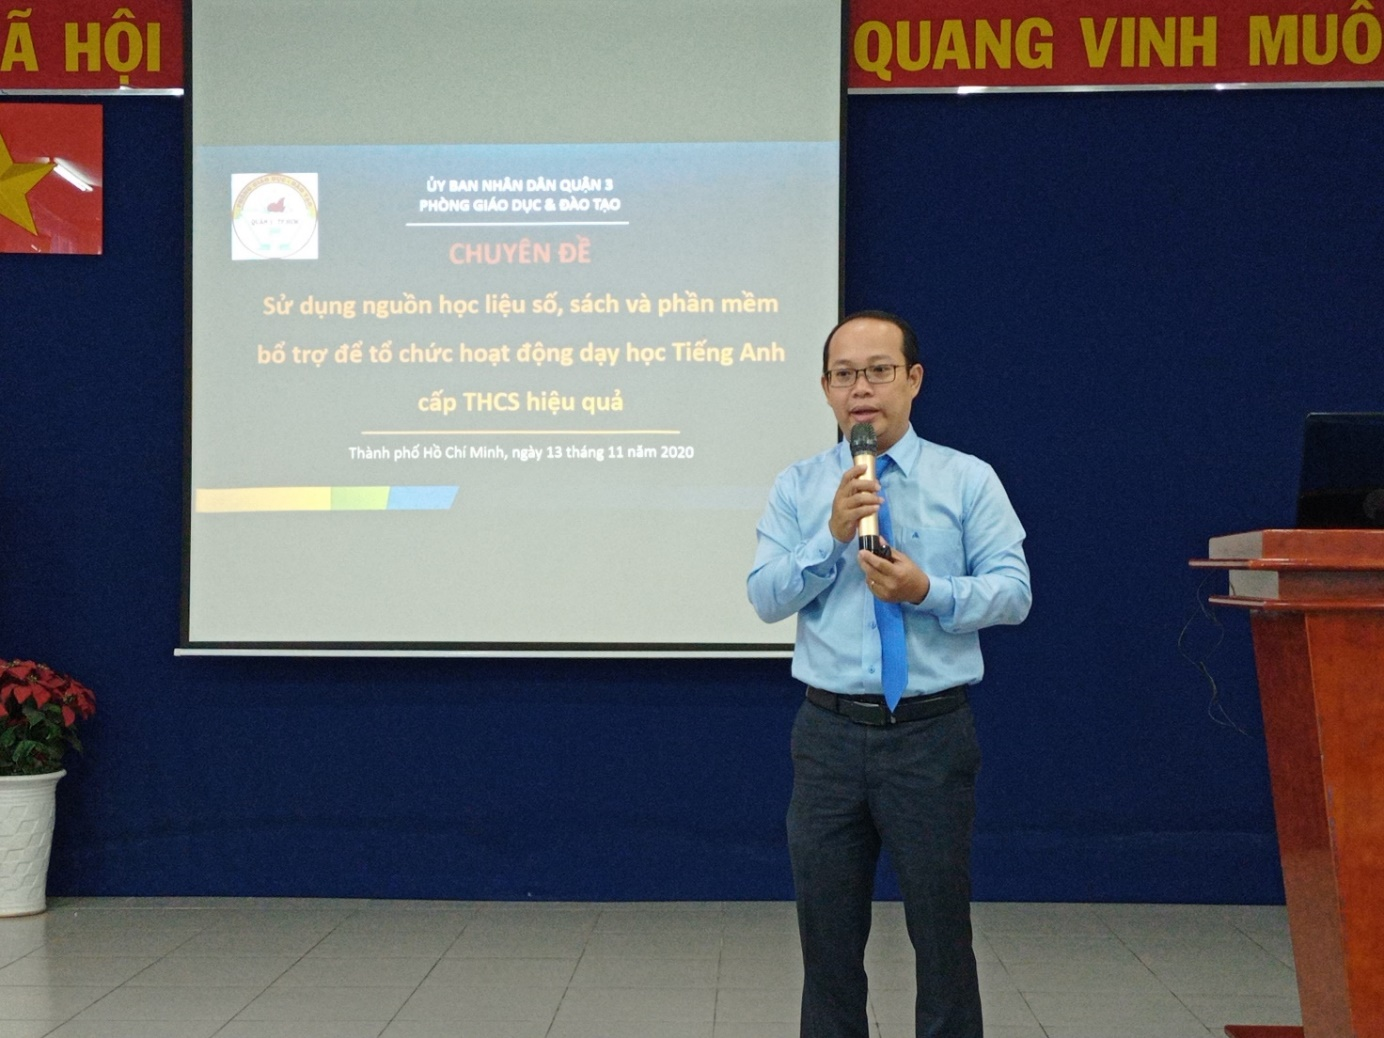 Ã HỘI
QUANG VINH MUÔ
ỦY BAN NHÂN DÂN QUẬN 3
PHÒNG GIÁO DỤC & ĐÀO TẠO
CHUYÊN ĐỀ
Sử dụng nguồn học liệu số, sách và phần mềm
bổ trợ để tổ chức hoạt động dạy học Tiếng Anh
cấp THCS hiệu quả
Thành phố Hồ Chí Minh, ngày 13 tháng 11 năm 2020